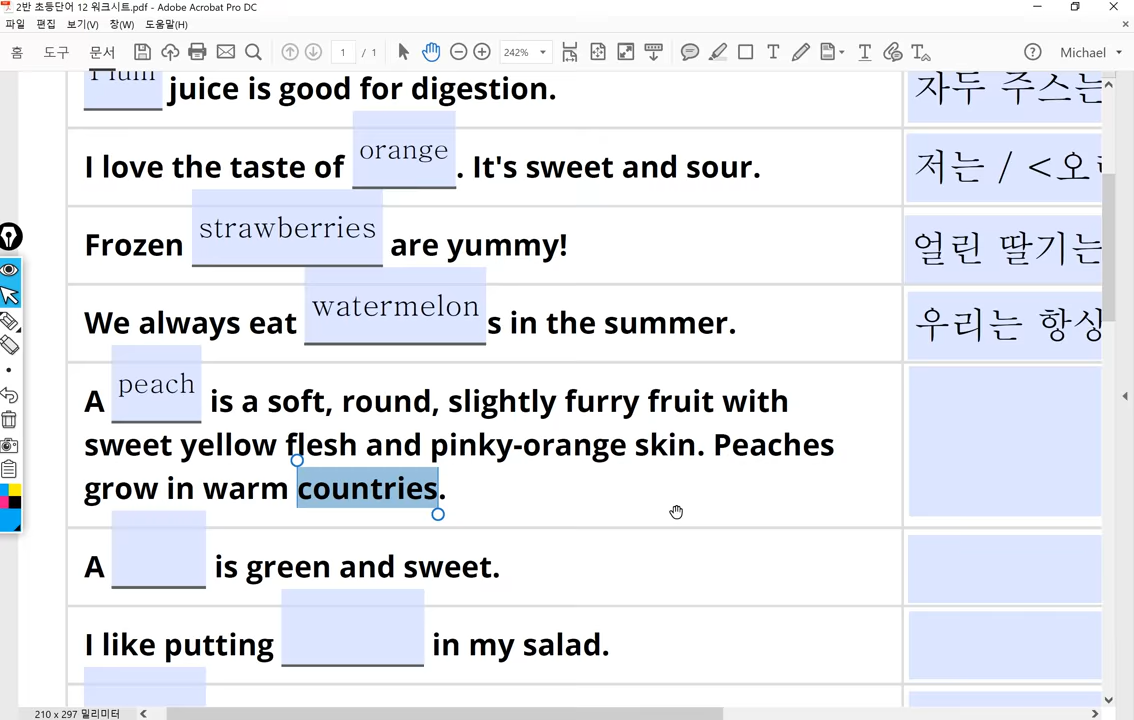 2반 초등단어 12 워크시트.pdf - Adobe Acrobat Pro DC
파일 편집 보기(V) 창(W) 도움말(H)
홈 도구 문서 1 / 1 242% Michael
Plum juice is good for digestion. 자두 주스는
I love the taste of orange. It's sweet and sour. 저는 / <오
Frozen strawberries are yummy! 얼린 딸기는
We always eat watermelons in the summer. 우리는 항상
A peach is a soft, round, slightly furry fruit with
sweet yellow flesh and pinky-orange skin. Peaches
grow in warm countries.
A is green and sweet.
I like putting in my salad.
210 x 297 밀리미터